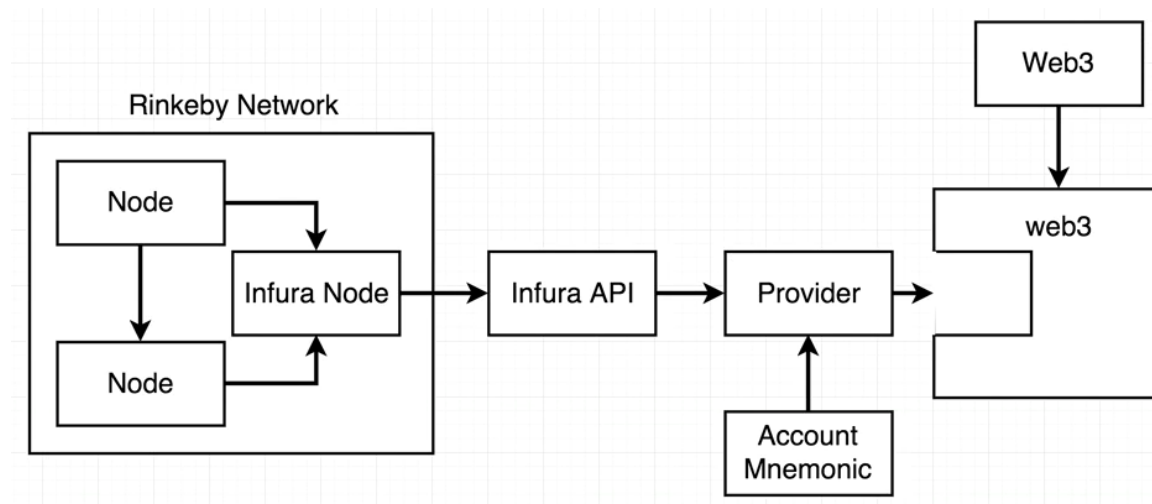 Web3
Rinkeby Network
Node
web3
Infura Node
Infura API
Provider
Node
Account
Mnemonic